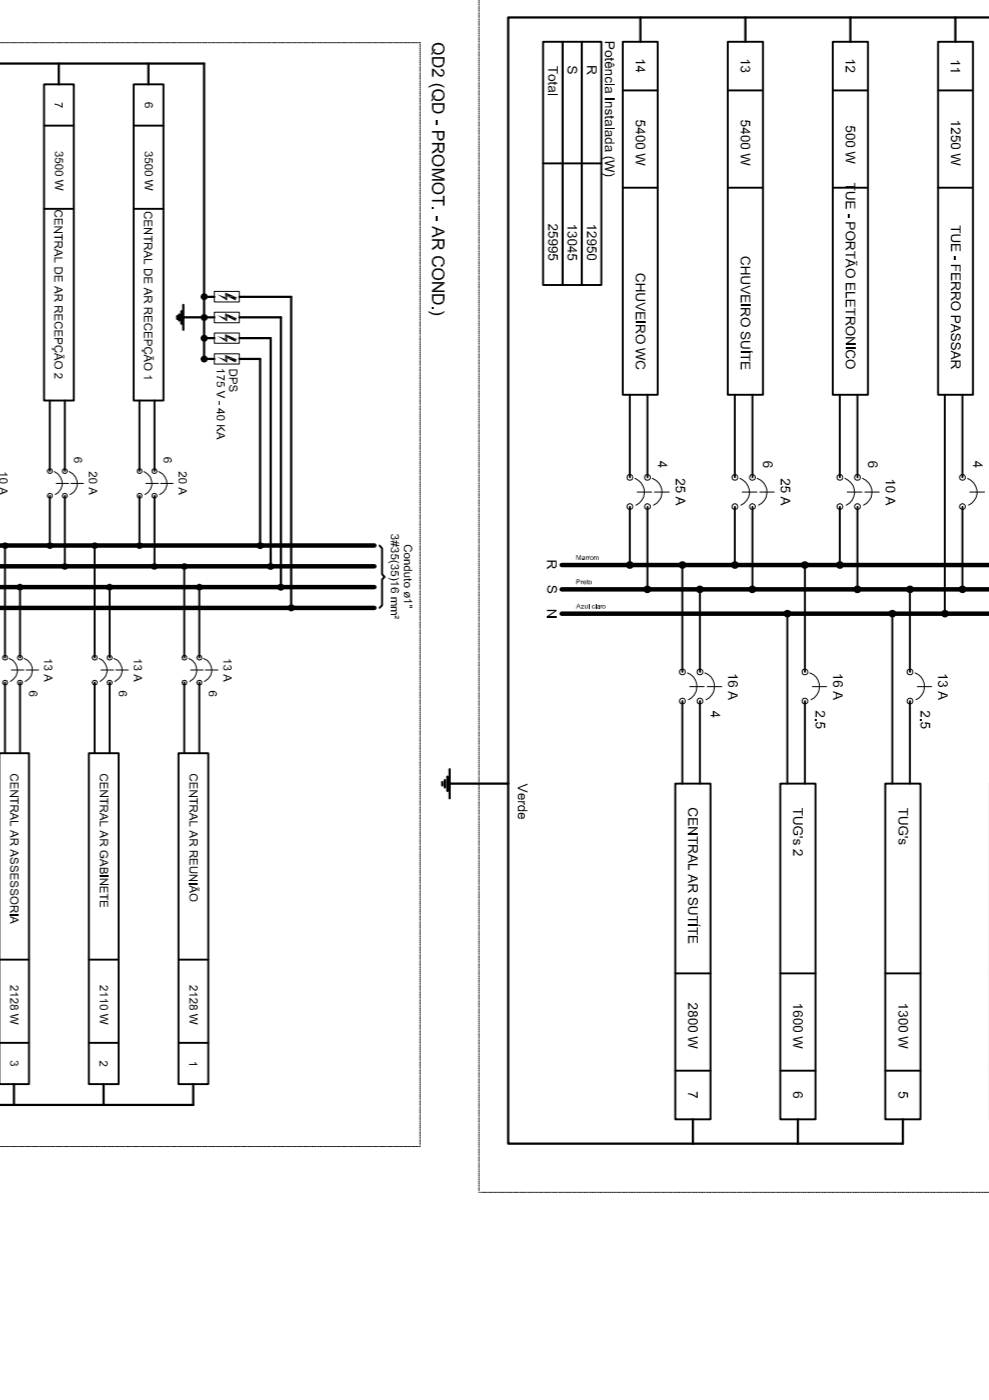 11
1250 W
TUE - FERRO PASSAR
4
12
500 W
TUE - PORTÃO ELETRONICO
6
10 A
13
5400 W
CHUVEIRO SUÍTE
6
25 A
14
5400 W
CHUVEIRO WC
4
25 A
Potência Instalada (W)
R 12950
S 13045
Total 25995
R Marrom
S Preto
N Azul claro
13 A
2.5
TUG's
1300 W
5
16 A
2.5
TUG's 2
1600 W
6
16 A
4
CENTRAL AR SUTÍTE
2800 W
7
Verde
QD2 (QD - PROMOT. - AR COND.)
DPS
175 V - 40 KA
6
3500 W
CENTRAL DE AR RECEPÇÃO 1
6
20 A
7
3500 W
CENTRAL DE AR RECEPÇÃO 2
6
20 A
10 A
Conduto ø1"
3#35(35)16 mm²
13 A
6
CENTRAL AR REUNIÃO
2128 W
1
13 A
6
CENTRAL AR GABINETE
2110 W
2
13 A
6
CENTRAL AR ASSESSORIA
2128 W
3